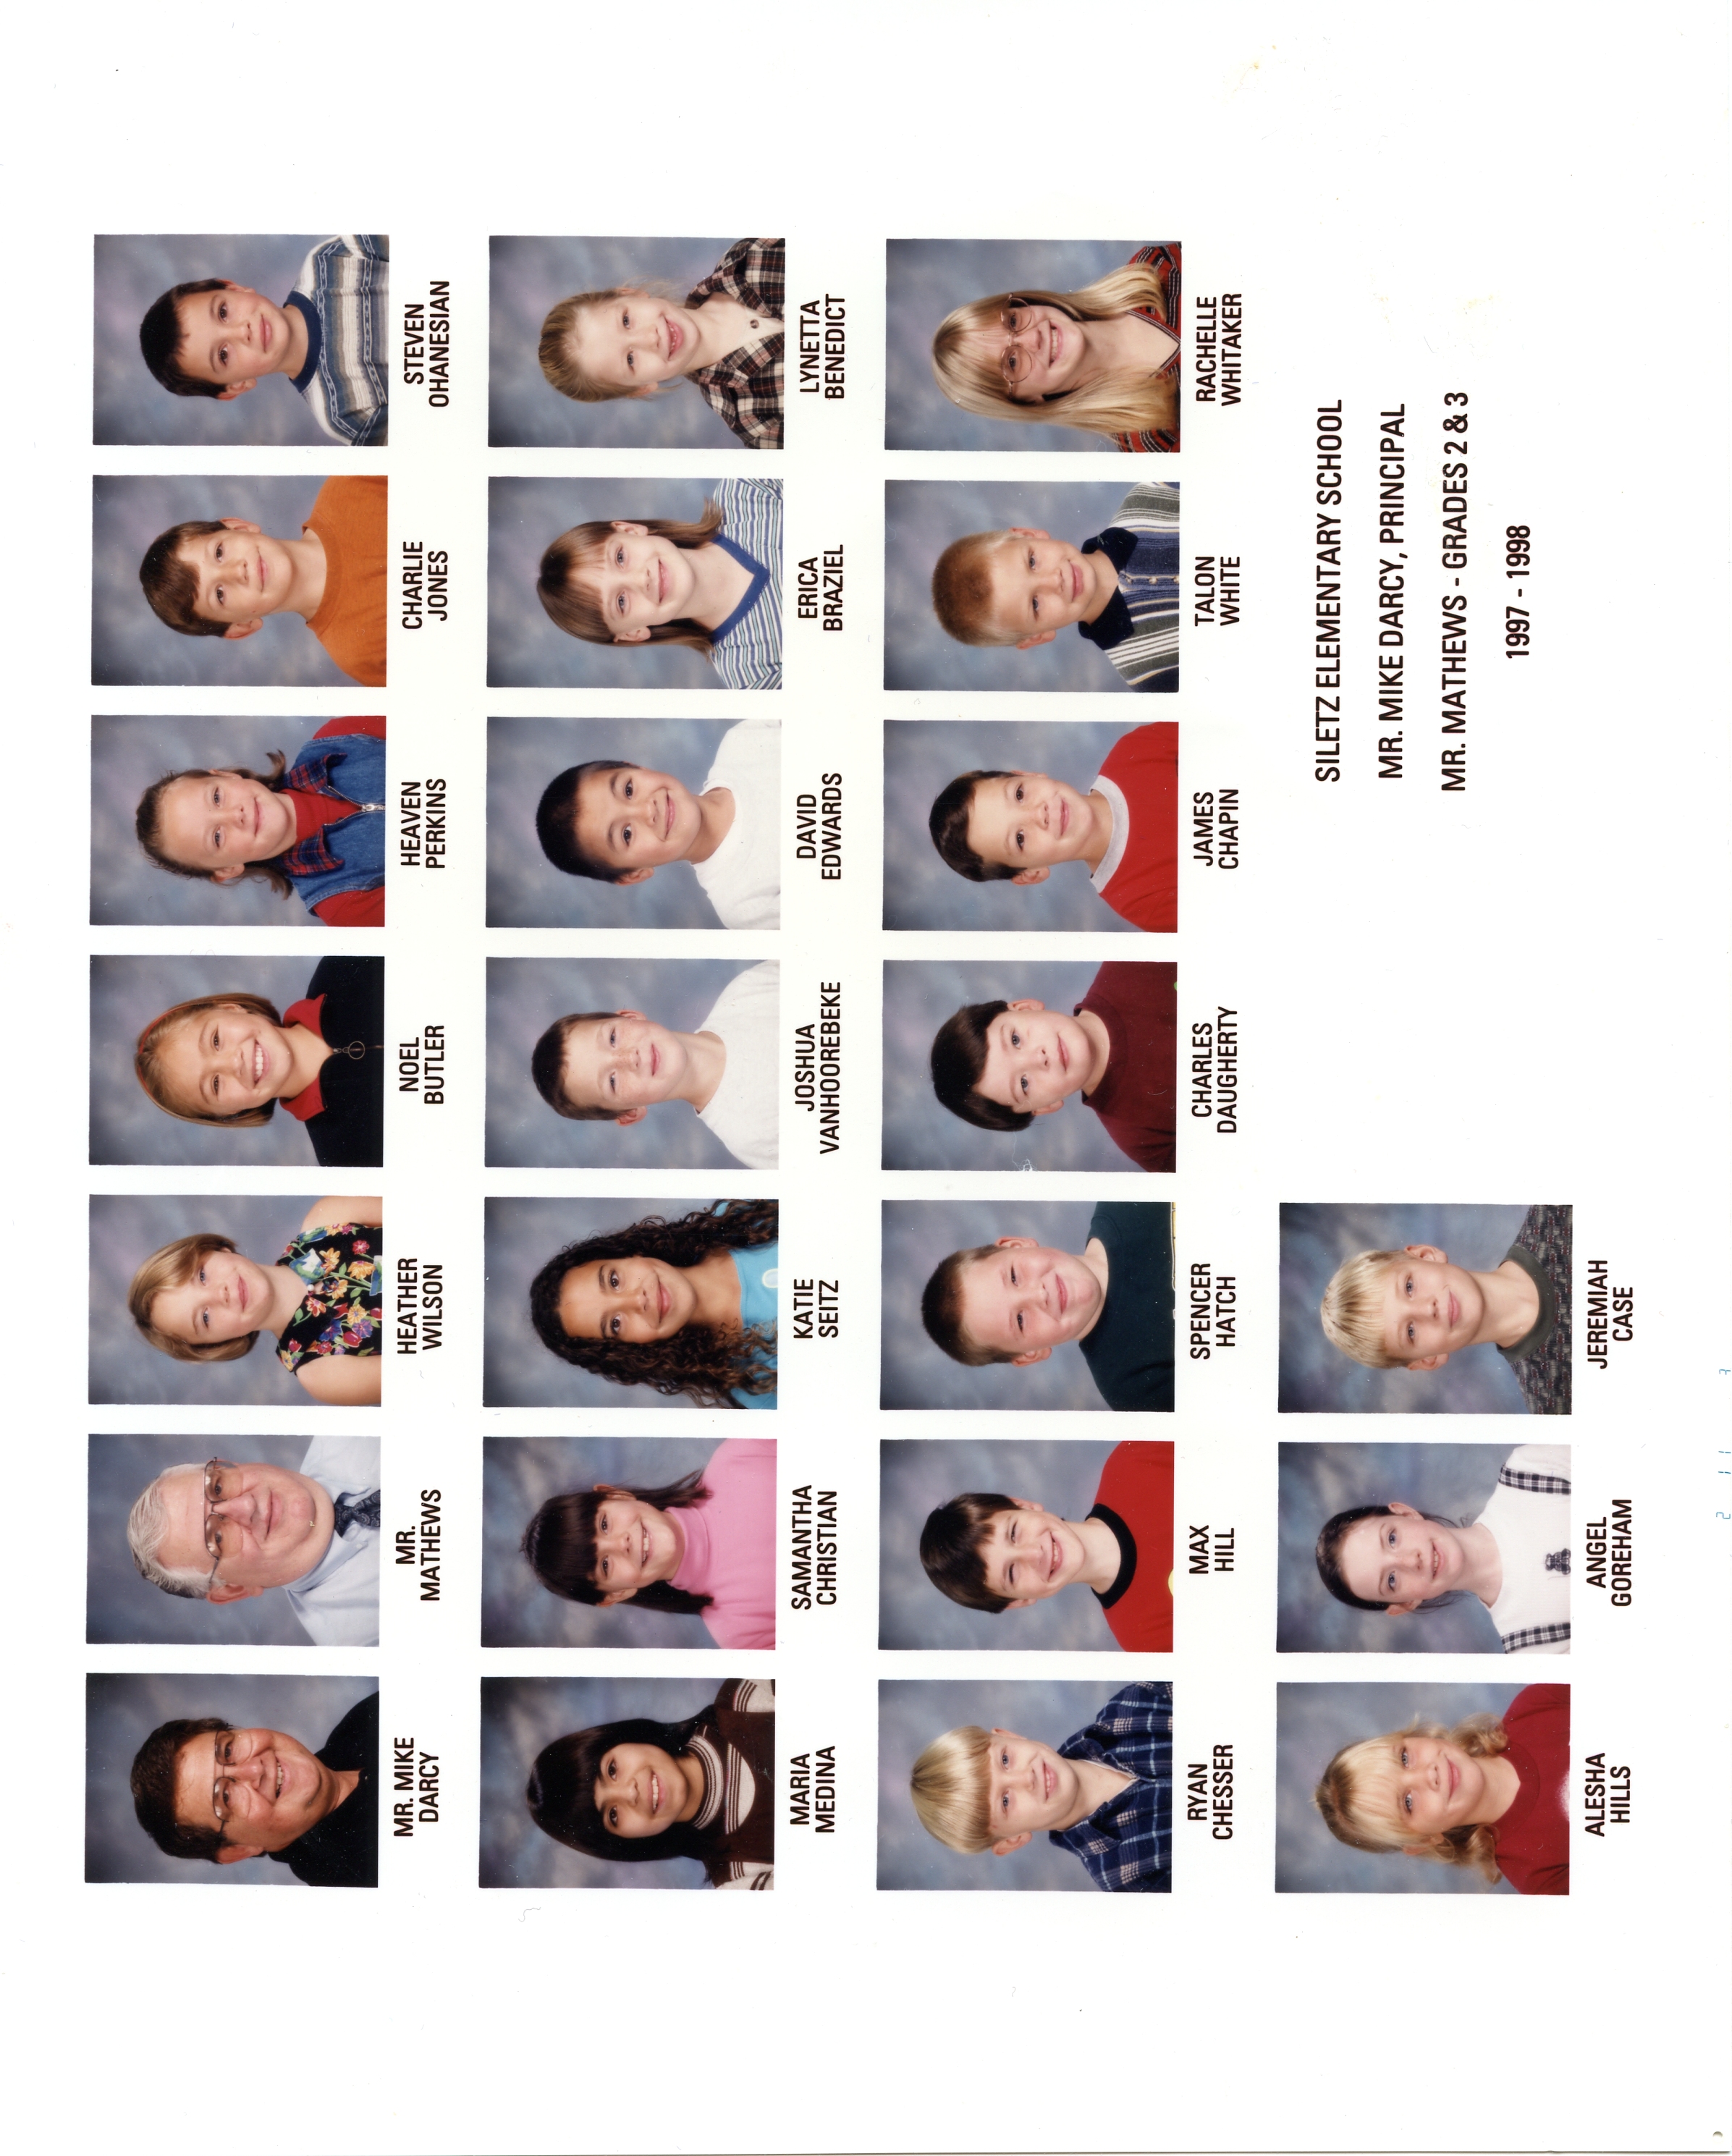 MR. MIKE
DARCY
MR.
MATHEWS
HEATHER
WILSON
NOEL
BUTLER
HEAVEN
PERKINS
CHARLIE
JONES
STEVEN
OHANESIAN
MARIA
MEDINA
SAMANTHA
CHRISTIAN
KATIE
SEITZ
JOSHUA
VANHOOREBEKE
DAVID
EDWARDS
ERICA
BRAZIEL
LYNETTA
BENEDICT
RYAN
CHESSER
MAX
HILL
SPENCER
HATCH
CHARLES
DAUGHERTY
JAMES
CHAPIN
TALON
WHITE
RACHELLE
WHITAKER
ALESHA
HILLS
ANGEL
GOREHAM
JEREMIAH
CASE
SILETZ ELEMENTARY SCHOOL
MR. MIKE DARCY, PRINCIPAL
MR. MATHEWS - GRADES 2 & 3
1997 - 1998